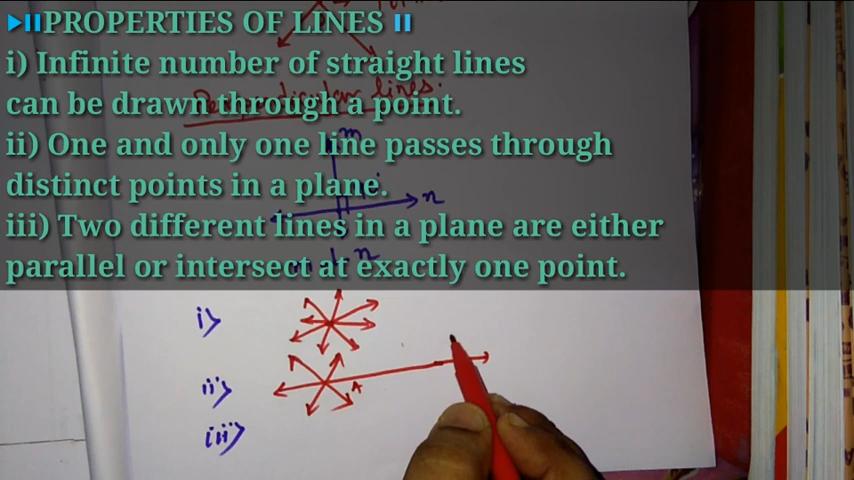 PROPERTIES OF LINES
i) Infinite number of straight lines
can be drawn through a point.
ii) One and only one line passes through
distinct points in a plane.
iii) Two different lines in a plane are either
parallel or intersect at exactly one point.
Perpendicular lines.
m
n
m ⊥ n
i)
ii)
A
iii)